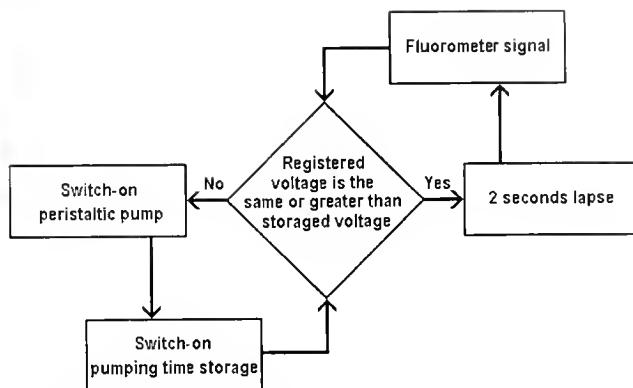 Fluorometer signal
Registered
voltage is the
same or greater than
storaged voltage
No
Yes
Switch-on
peristaltic pump
2 seconds lapse
Switch-on
pumping time storage